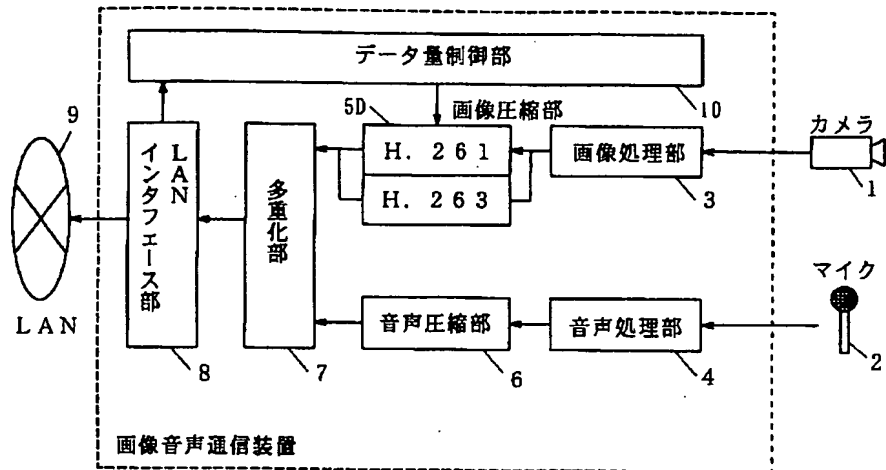 データ量制御部
10
5D
画像圧縮部
H.261
H.263
画像処理部
3
カメラ
1
9
LAN
LAN
インタフェース部
8
多重化部
7
音声圧縮部
6
音声処理部
4
マイク
2
画像音声通信装置